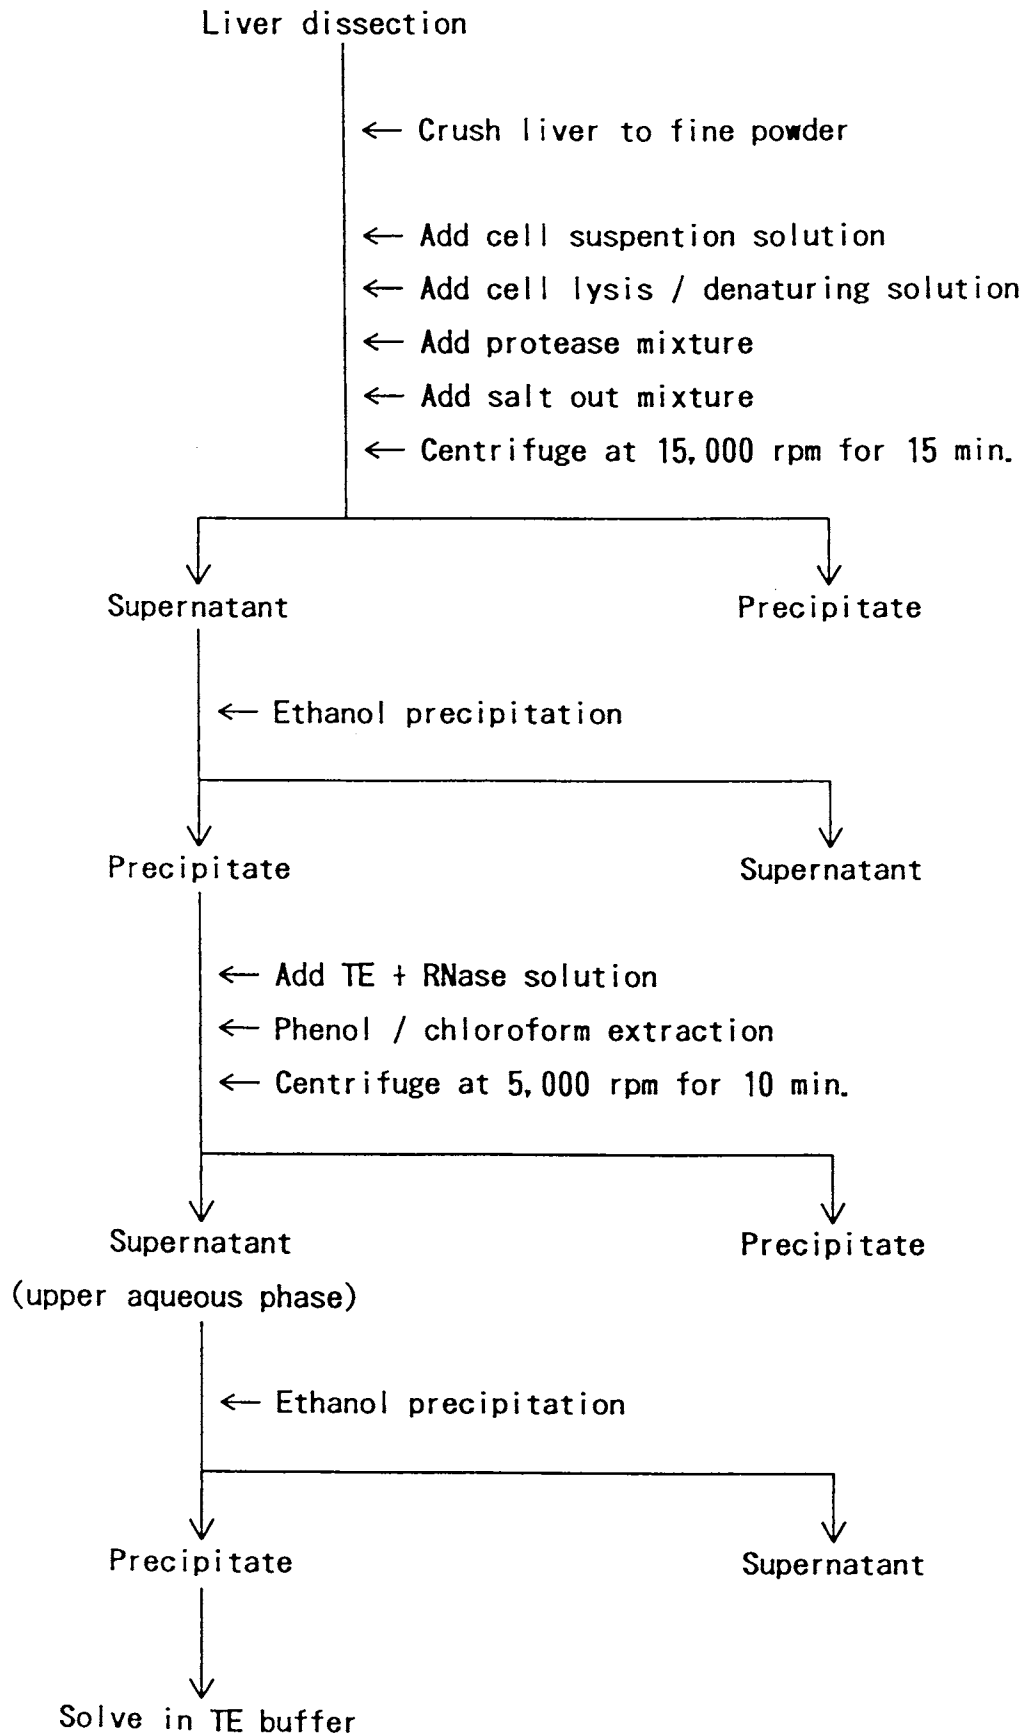 Liver dissection
← Crush liver to fine powder
← Add cell suspention solution
← Add cell lysis / denaturing solution
← Add protease mixture
← Add salt out mixture
← Centrifuge at 15,000 rpm for 15 min.
Supernatant Precipitate
← Ethanol precipitation
Precipitate Supernatant
← Add TE + RNase solution
← Phenol / chloroform extraction
← Centrifuge at 5,000 rpm for 10 min.
Supernatant Precipitate
(upper aqueous phase)
← Ethanol precipitation
Precipitate Supernatant
Solve in TE buffer